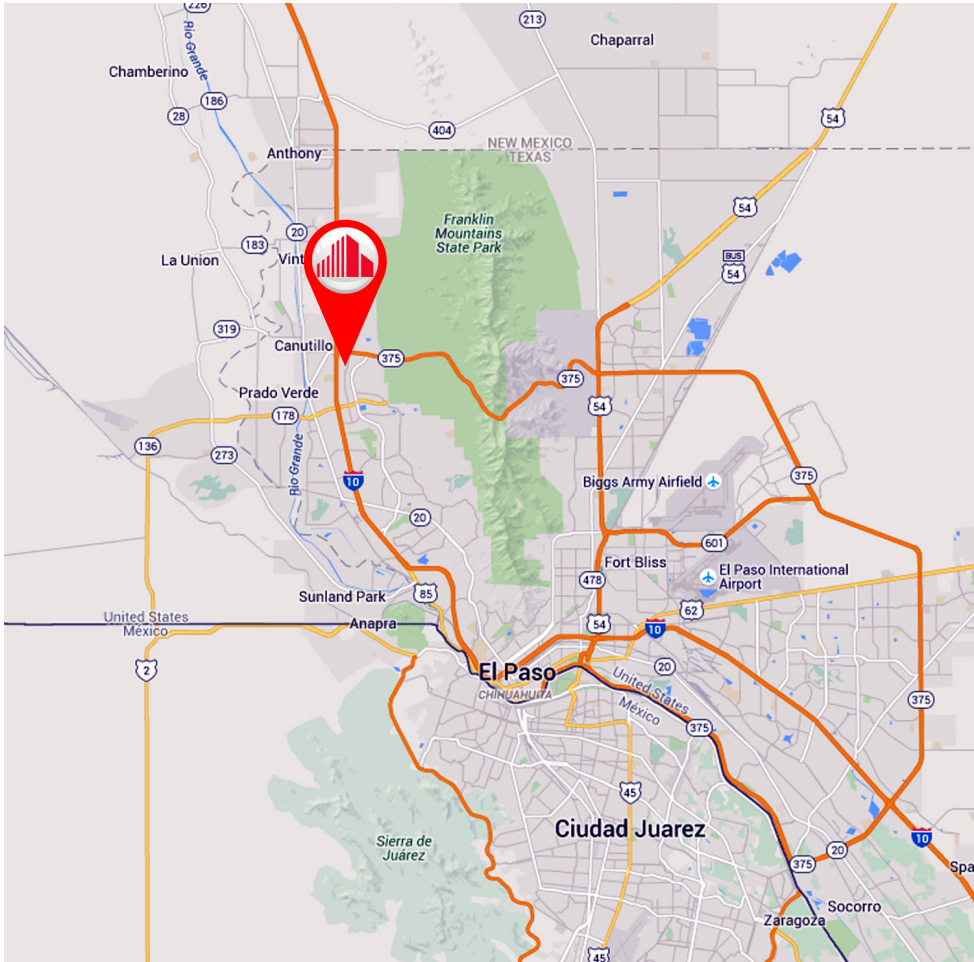 226
213
Rio Grande
Chaparral
Chamberino
186
28
54
404
NEW MEXICO
TEXAS
Anthony
54
Franklin
Mountains
State Park
20
183
BUS
54
La Union
Vint
319
Canutillo
375
375
Prado Verde
54
178
136
273
375
Rio Grande
10
Biggs Army Airfield
20
601
Fort Bliss
El Paso International
Airport
478
85
Sunland Park
62
United States
México
Anapra
54
10
2
El Paso
CHIHUAHUITA
20
United States
México
375
375
45
Ciudad Juarez
Sierra de
Juárez
10
20
375
Spa
Socorro
Zaragoza
45